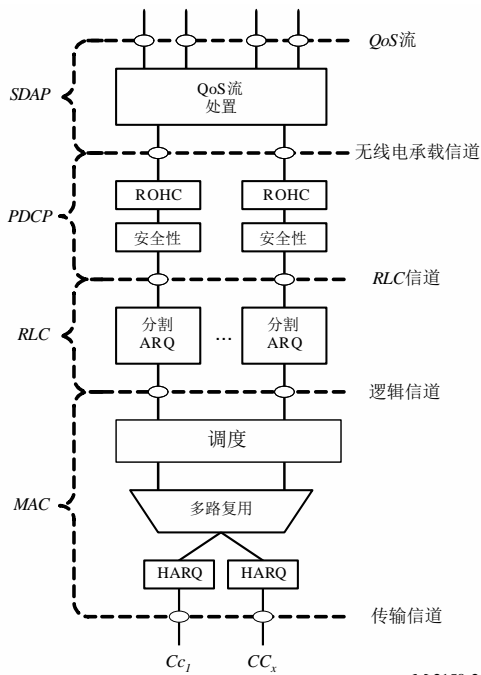 QoS流
SDAP
QoS流
处置
无线电承载信道
ROHC
ROHC
PDCP
安全性
安全性
RLC信道
RLC
分割
ARQ
...
分割
ARQ
逻辑信道
调度
MAC
多路复用
HARQ
HARQ
传输信道
Cc1
CCx